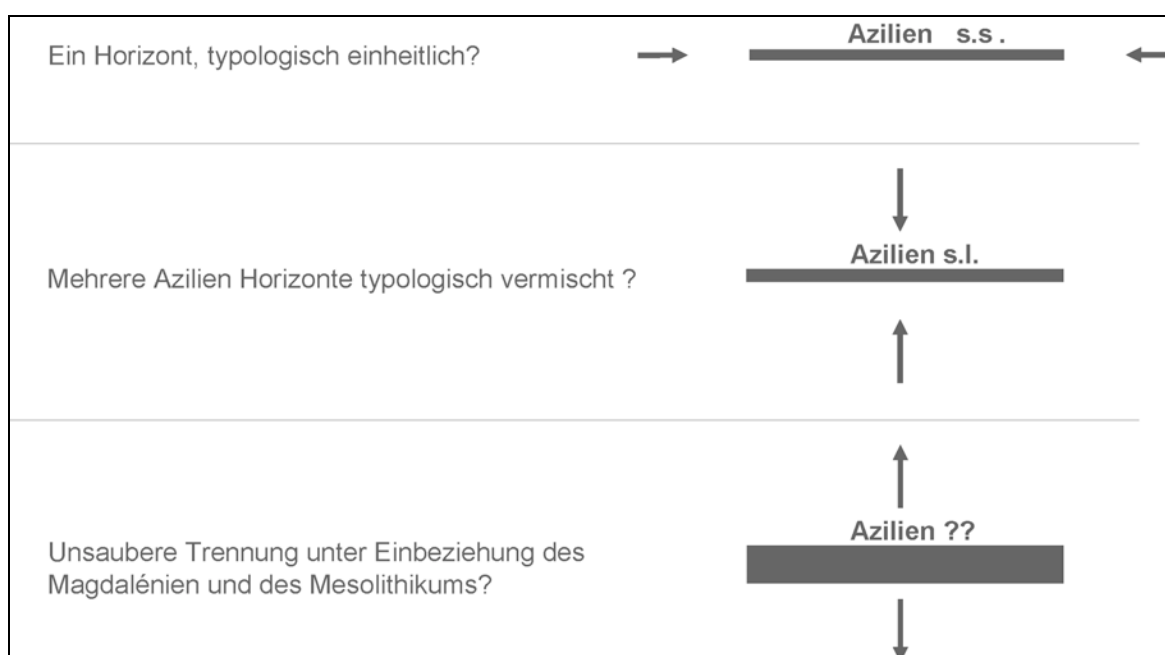 Azilien s.s .
Ein Horizont, typologisch einheitlich?
Azilien s.l.
Mehrere Azilien Horizonte typologisch vermischt ?
Azilien ??
Unsaubere Trennung unter Einbeziehung des
Magdalénien und des Mesolithikums?